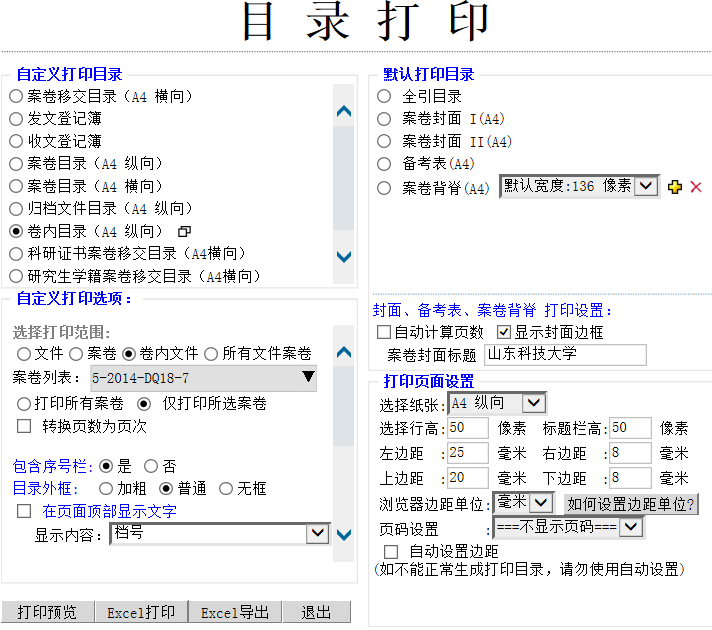 目录打印
自定义打印目录
案卷移交目录（A4 横向）
发文登记簿
收文登记簿
案卷目录（A4 纵向）
案卷目录（A4 横向）
归档文件目录（A4 纵向）
卷内目录（A4 纵向）
科研证书案卷移交目录（A4横向）
研究生学籍案卷移交目录（A4横向）
自定义打印选项：
选择打印范围：
文件 案卷 卷内文件 所有文件案卷
案卷列表：5-2014-DQ18-7
打印所有案卷 仅打印所选案卷
转换页数为页次
包含序号栏： 是 否
目录外框： 加粗 普通 无框
在页面顶部显示文字
显示内容：档号
打印预览 Excel打印 Excel导出 退出
默认打印目录
全引目录
案卷封面 I(A4)
案卷封面 II(A4)
备考表(A4)
案卷背脊(A4) 默认宽度:136 像素
封面、备考表、案卷背脊 打印设置：
自动计算页数 显示封面边框
案卷封面标题 山东科技大学
打印页面设置
选择纸张：A4 纵向
选择行高：50 像素 标题栏高：50 像素
左边距 ：25 毫米 右边距 ：8 毫米
上边距 ：20 毫米 下边距 ：8 毫米
浏览器边距单位：毫米 如何设置边距单位?
页码设置 ：===不显示页码===
自动设置边距
(如不能正常生成打印目录，请勿使用自动设置)